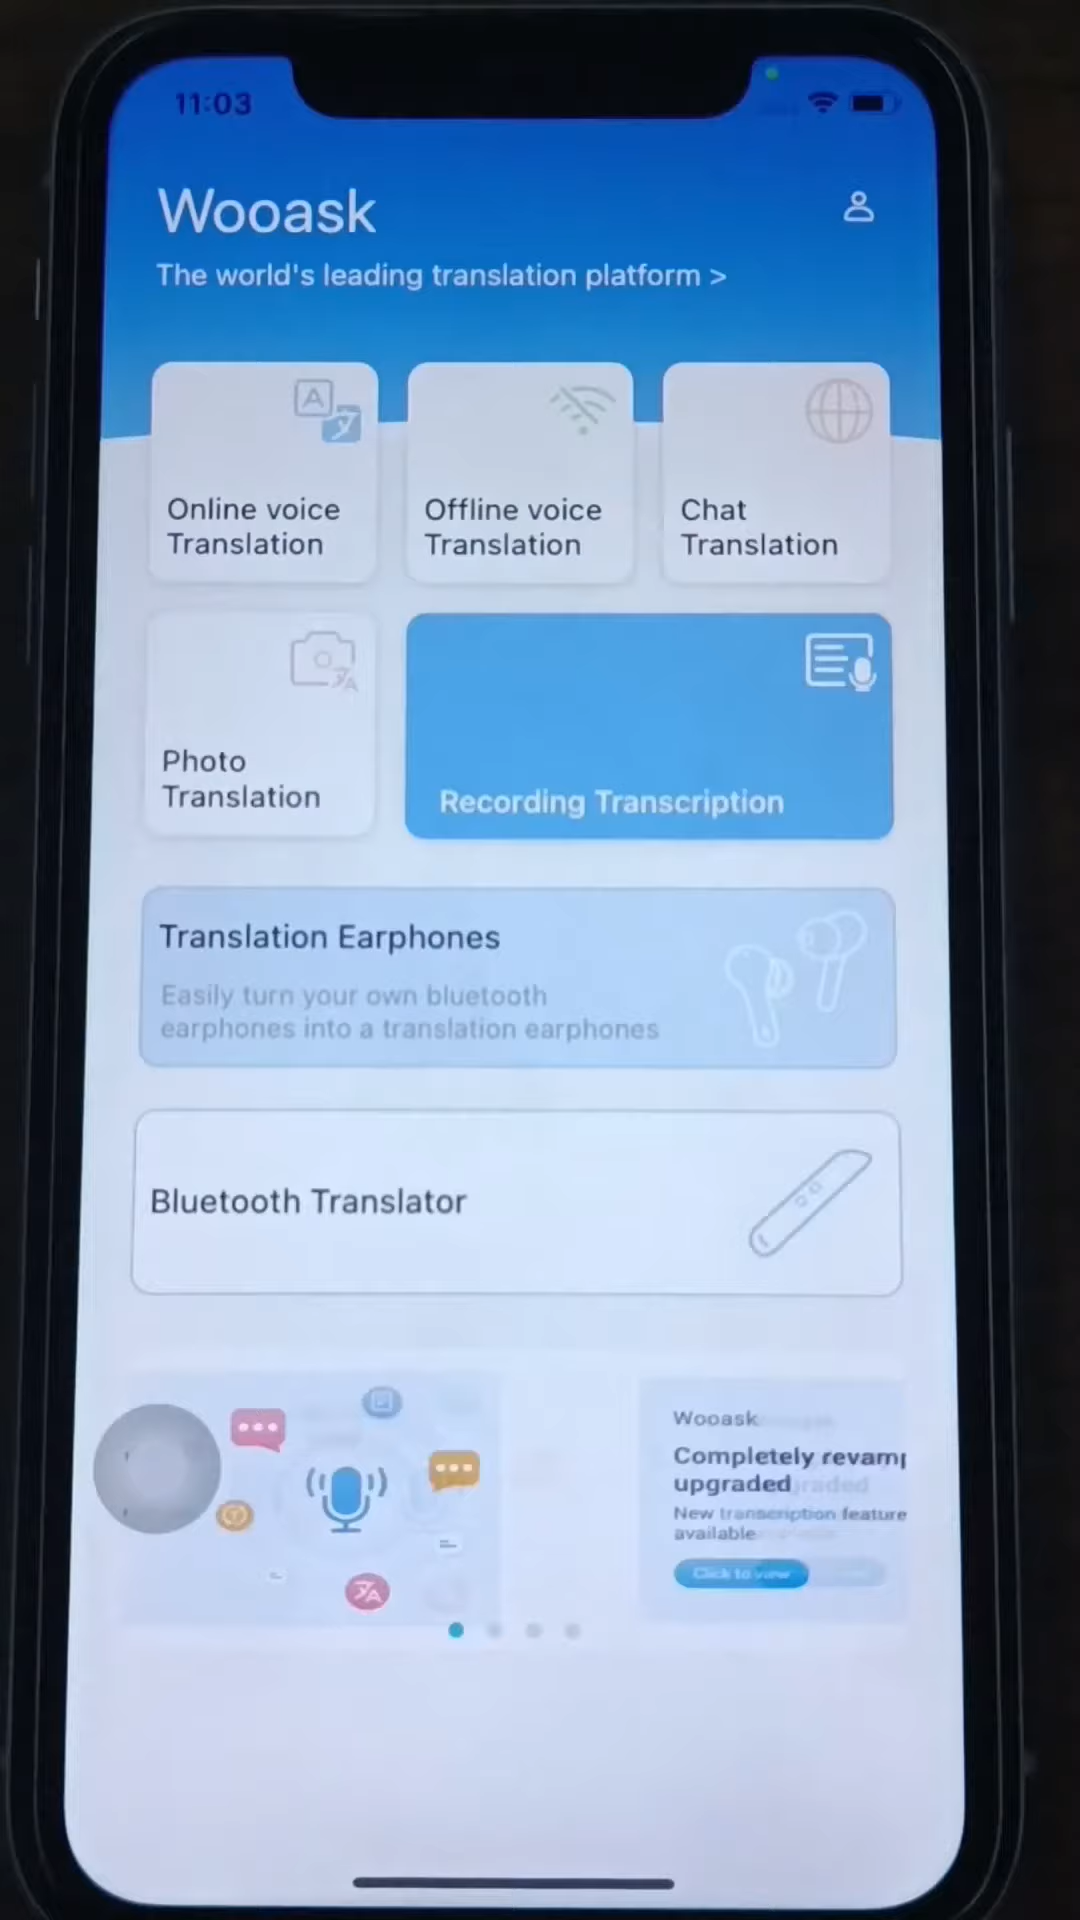 11:03
Wooask
The world's leading translation platform >
Online voice
Translation
Offline voice
Translation
Chat
Translation
Photo
Translation
Recording Transcription
Translation Earphones
Easily turn your own bluetooth
earphones into a translation earphones
Bluetooth Translator
Wooask
Completely revamp
upgraded
New transcription feature
available
Click to view